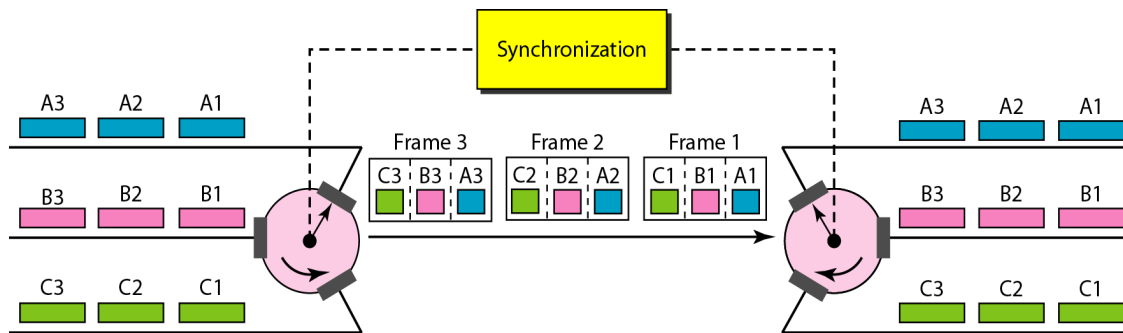 Synchronization
A3 A2 A1
A3 A2 A1
Frame 3 Frame 2 Frame 1
C3 B3 A3 C2 B2 A2 C1 B1 A1
B3 B2 B1
B3 B2 B1
C3 C2 C1
C3 C2 C1